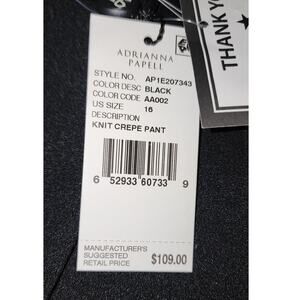 ADRIANNA
PAPELL
STYLE NO. AP1E207343
COLOR DESC BLACK
COLOR CODE AA002
US SIZE 16
DESCRIPTION
KNIT CREPE PANT
6 52933 60733 9
MANUFACTURER'S
SUGGESTED
RETAIL PRICE $109.00
THANK Y